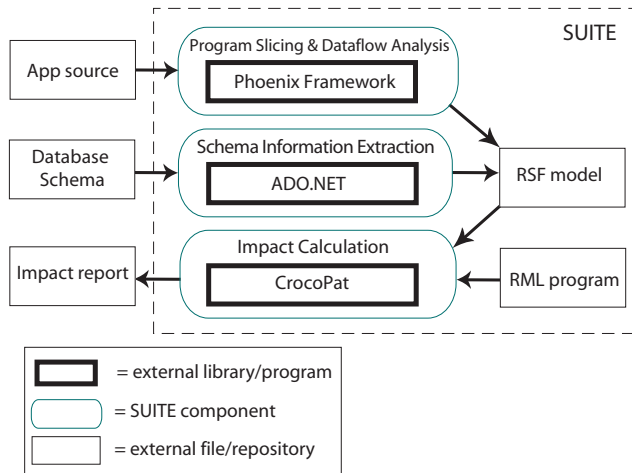 SUITE
Program Slicing & Dataflow Analysis
App source
Phoenix Framework
Schema Information Extraction
Database
Schema
ADO.NET
RSF model
Impact Calculation
Impact report
CrocoPat
RML program
= external library/program
= SUITE component
= external file/repository